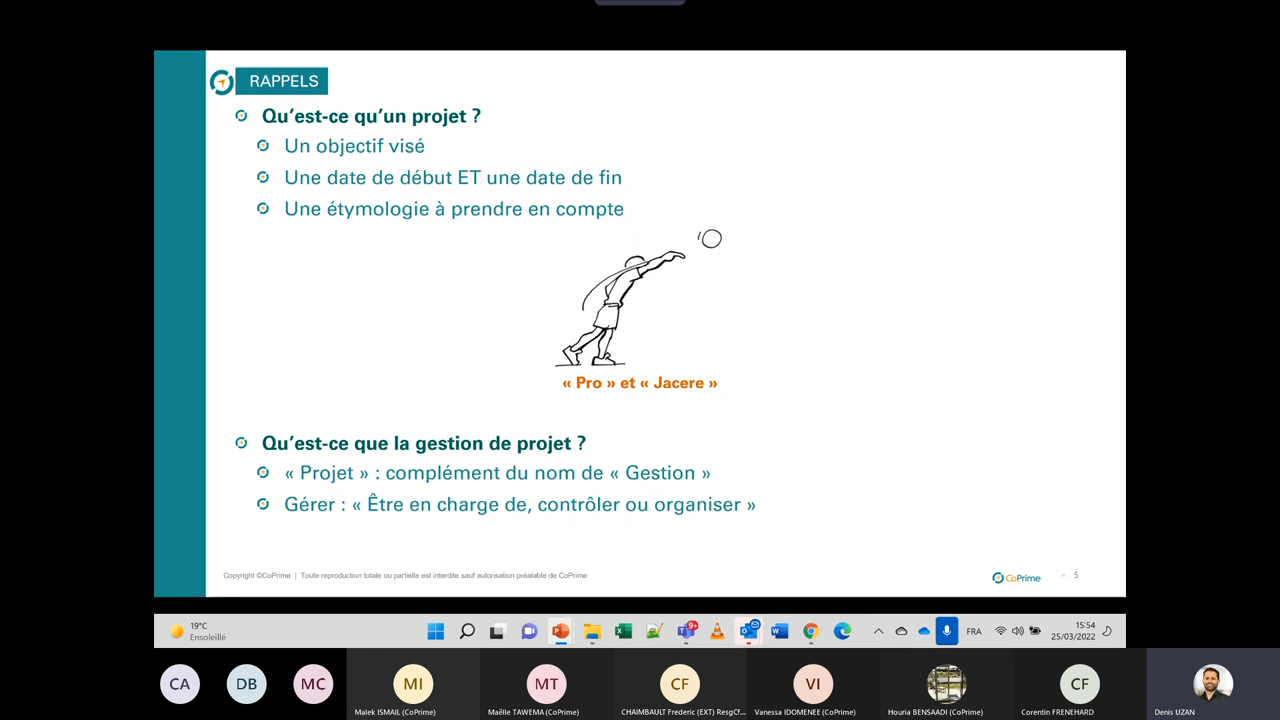 RAPPELS
Qu’est-ce qu’un projet ?
Un objectif visé
Une date de début ET une date de fin
Une étymologie à prendre en compte
« Pro » et « Jacere »
Qu’est-ce que la gestion de projet ?
« Projet » : complément du nom de « Gestion »
Gérer : « Être en charge de, contrôler ou organiser »
Copyright ©CoPrime | Toute reproduction totale ou partielle est interdite sauf autorisation préalable de CoPrime
CoPrime
5
19°C
Ensoleillé
9+
FRA
15:54
25/03/2022
CA
DB
MC
MI
MT
CF
VI
CF
Malek ISMAIL (CoPrime)
Maëlle TAWEMA (CoPrime)
CHAIMBAULT Frederic (EXT) ResgCf...
Vanessa IDOMENEE (CoPrime)
Houria BENSAADI (CoPrime)
Corentin FRENEHARD
Denis UZAN